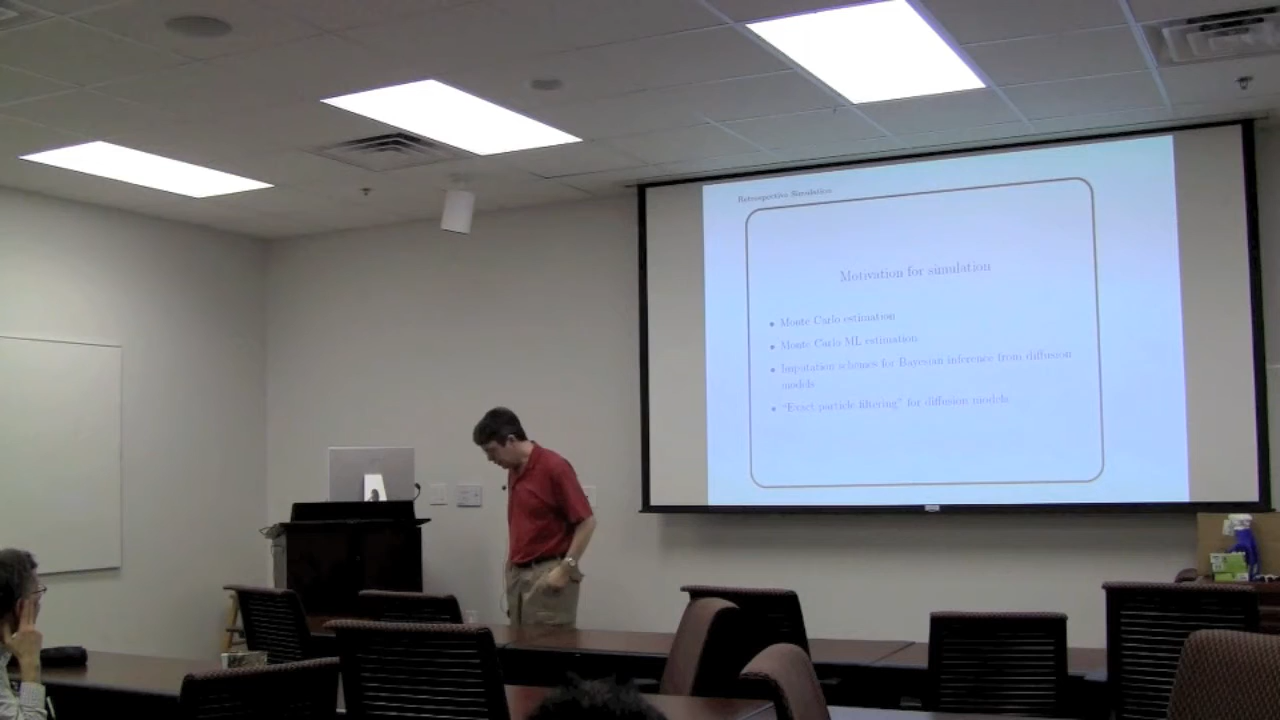 Retrospective Simulation
Motivation for simulation
• Monte Carlo estimation
• Monte Carlo ML estimation
• Imputation schemes for Bayesian inference from diffusion
models
• “Exact particle filtering” for diffusion models